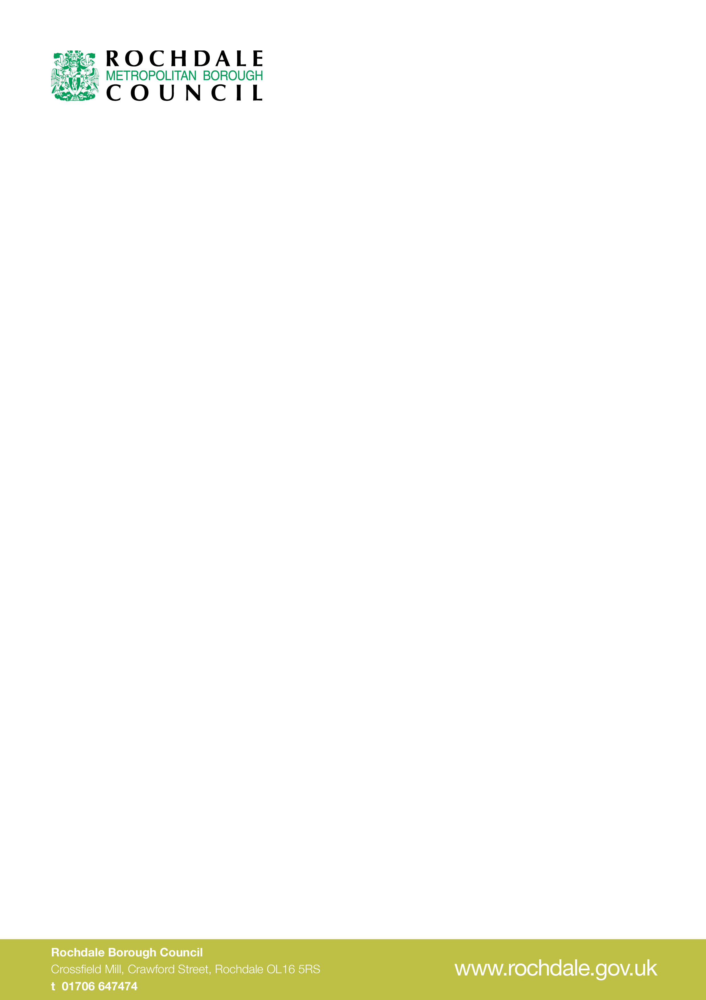 ROCHDALE
METROPOLITAN BOROUGH
COUNCIL
Rochdale Borough Council
Crossfield Mill, Crawford Street, Rochdale OL16 5RS
t 01706 647474
www.rochdale.gov.uk